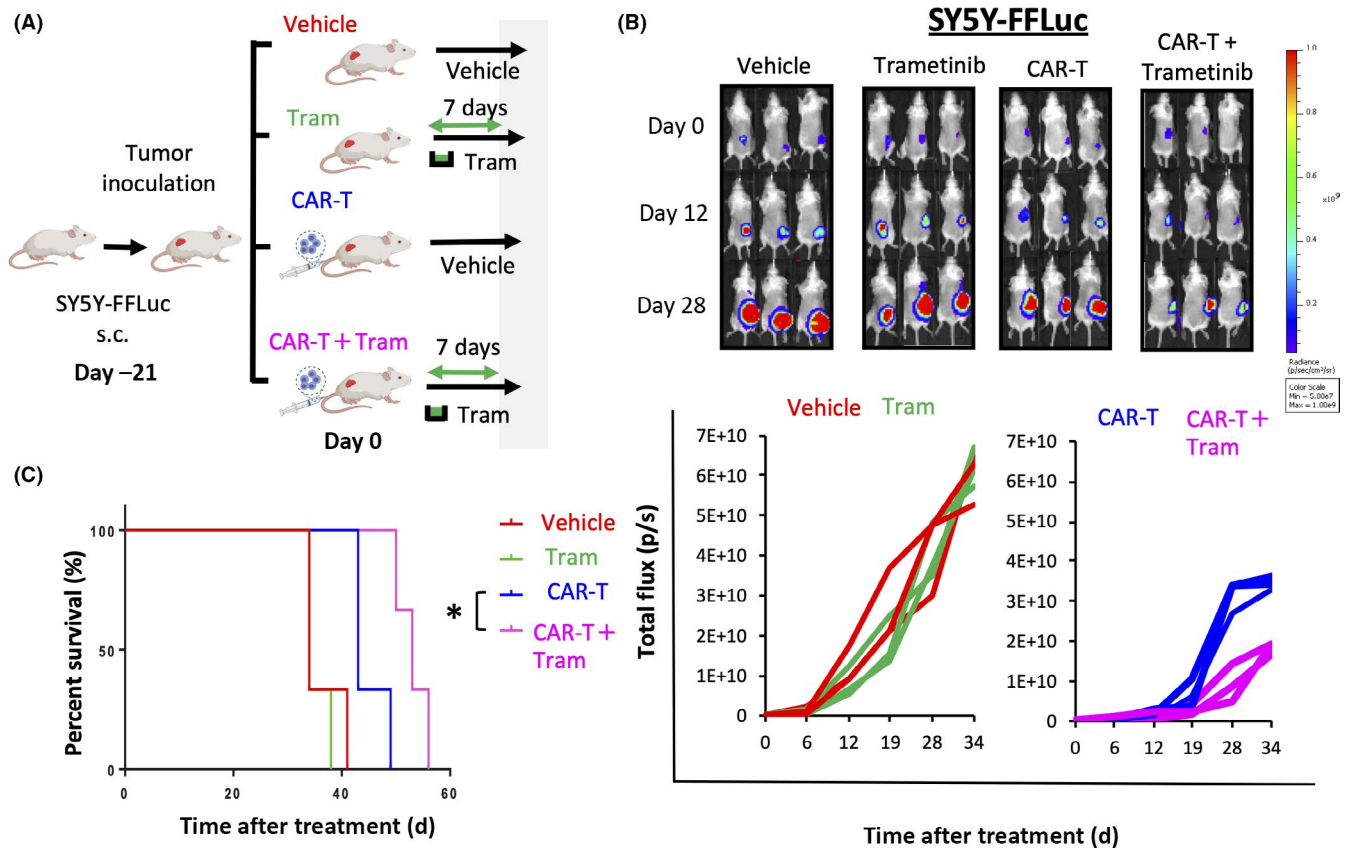 (A)
Vehicle
Vehicle
Tram
7 days
Tram
Tumor
inoculation
CAR-T
Vehicle
SY5Y-FFLuc
s.c.
Day –21
CAR-T+Tram
7 days
Tram
Day 0
(B)
SY5Y-FFLuc
Vehicle
Trametinib
CAR-T
CAR-T +
Trametinib
Day 0
Day 12
Day 28
1.0
0.8
0.6
x10⁹
0.4
0.2
Radiance
(p/sec/cm²/sr)
Color Scale
Min = 5.00e7
Max = 1.00e9
Vehicle Tram
7E+10
6E+10
5E+10
4E+10
3E+10
2E+10
1E+10
0
0 6 12 19 28 34
Total flux (p/s)
CAR-T
CAR-T+
Tram
7E+10
6E+10
5E+10
4E+10
3E+10
2E+10
1E+10
0
0 6 12 19 28 34
Time after treatment (d)
(C)
Percent survival (%)
100
50
0
0 20 40 60
Time after treatment (d)
Vehicle
Tram
* CAR-T
CAR-T+
Tram